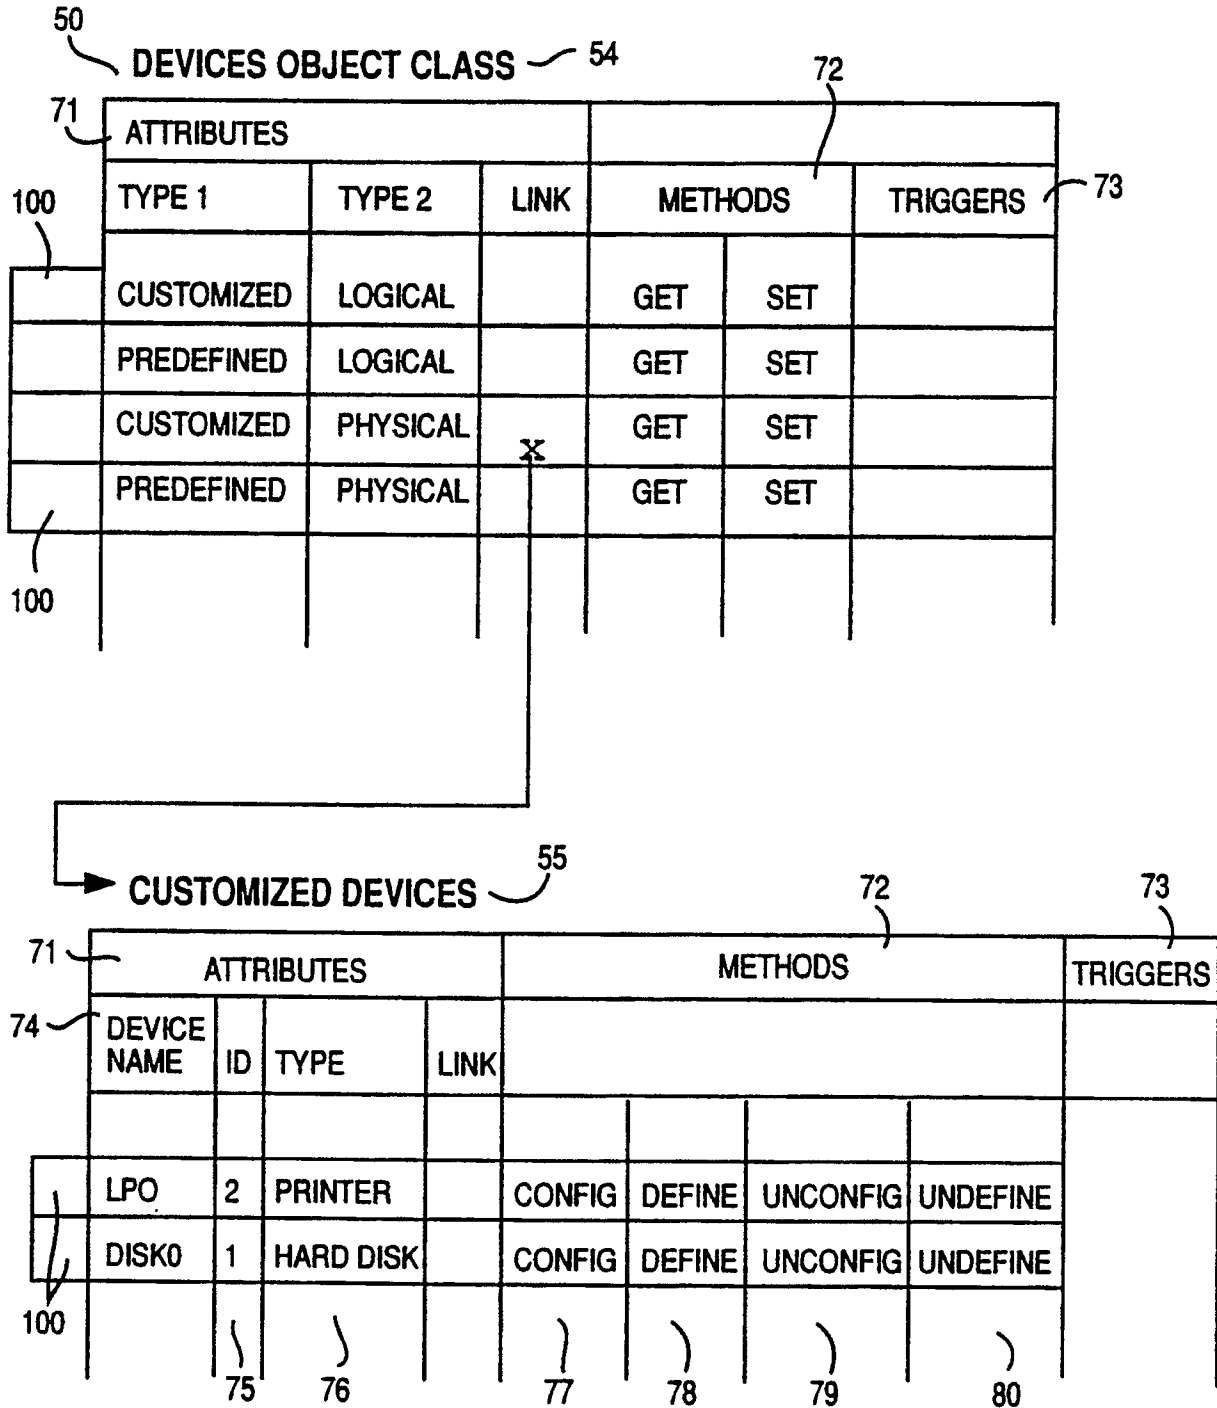 50
DEVICES OBJECT CLASS 54
72
71
ATTRIBUTES
100
TYPE 1 TYPE 2 LINK METHODS TRIGGERS 73
CUSTOMIZED LOGICAL GET SET
PREDEFINED LOGICAL GET SET
CUSTOMIZED PHYSICAL X GET SET
PREDEFINED PHYSICAL GET SET
100
CUSTOMIZED DEVICES 55
72 73
71 ATTRIBUTES METHODS TRIGGERS
74 DEVICE
NAME ID TYPE LINK
LPO 2 PRINTER CONFIG DEFINE UNCONFIG UNDEFINE
DISK0 1 HARD DISK CONFIG DEFINE UNCONFIG UNDEFINE
100
75 76 77 78 79 80